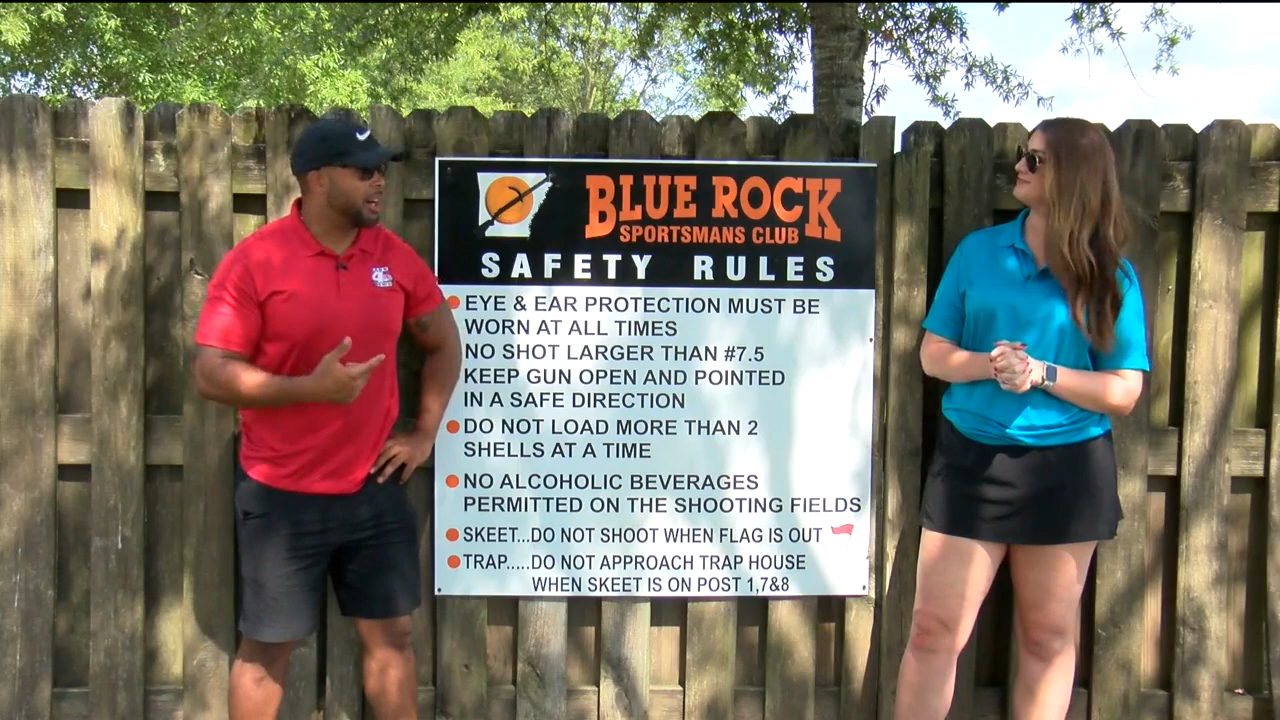 BLUE ROCK
SPORTSMANS CLUB
SAFETY RULES
EYE & EAR PROTECTION MUST BE
WORN AT ALL TIMES
NO SHOT LARGER THAN #7.5
KEEP GUN OPEN AND POINTED
IN A SAFE DIRECTION
DO NOT LOAD MORE THAN 2
SHELLS AT A TIME
NO ALCOHOLIC BEVERAGES
PERMITTED ON THE SHOOTING FIELDS
SKEET...DO NOT SHOOT WHEN FLAG IS OUT
TRAP.....DO NOT APPROACH TRAP HOUSE
WHEN SKEET IS ON POST 1,7&8